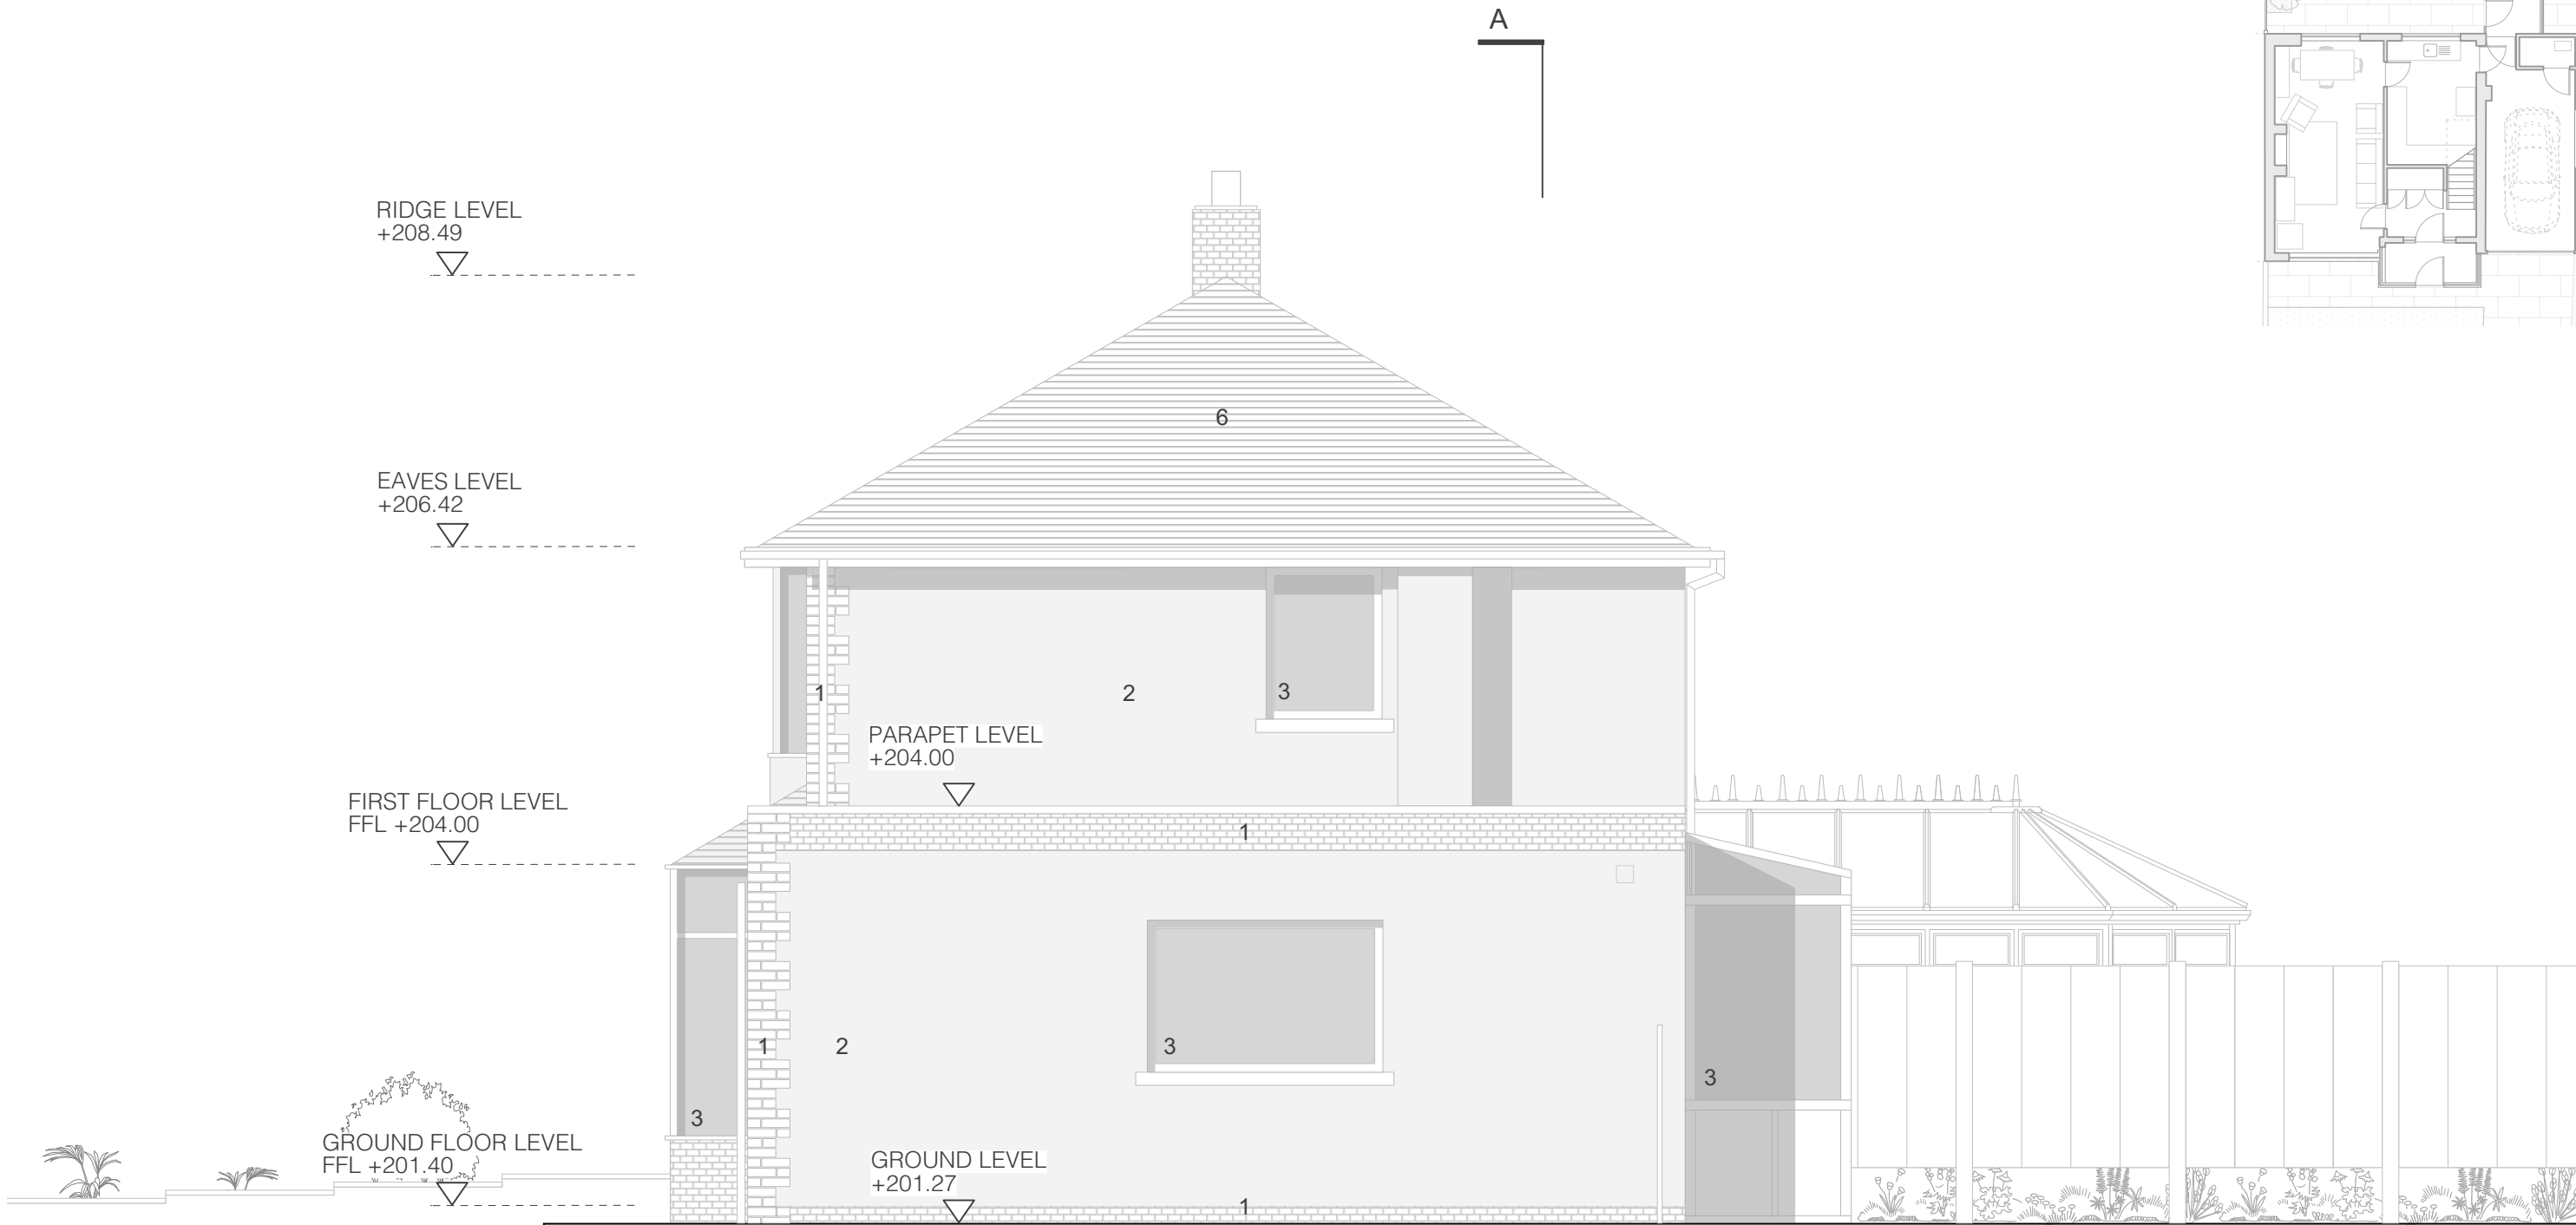 A
RIDGE LEVEL
+208.49
6
EAVES LEVEL
+206.42
1
2
3
PARAPET LEVEL
+204.00
FIRST FLOOR LEVEL
FFL +204.00
1
1
2
3
3
3
GROUND FLOOR LEVEL
FFL +201.40
GROUND LEVEL
+201.27
1